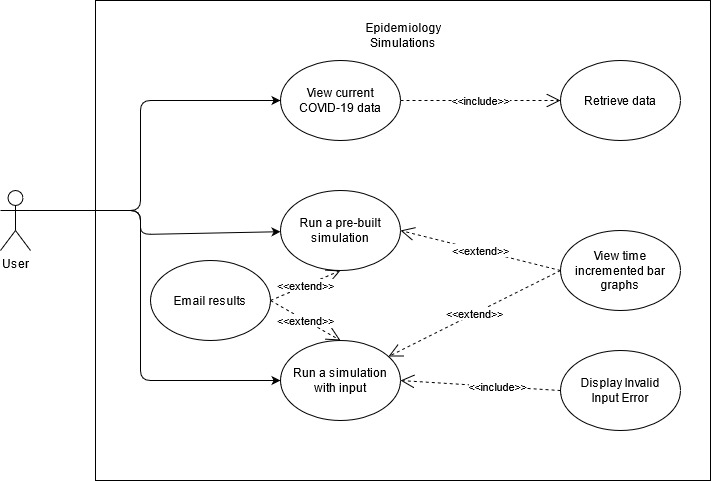 Epidemiology
Simulations
View current
COVID-19 data
<<include>>
Retrieve data
Run a pre-built
simulation
<<extend>>
View time
incremented bar
graphs
User
Email results
<<extend>>
<<extend>>
<<extend>>
Run a simulation
with input
<<include>>
Display Invalid
Input Error